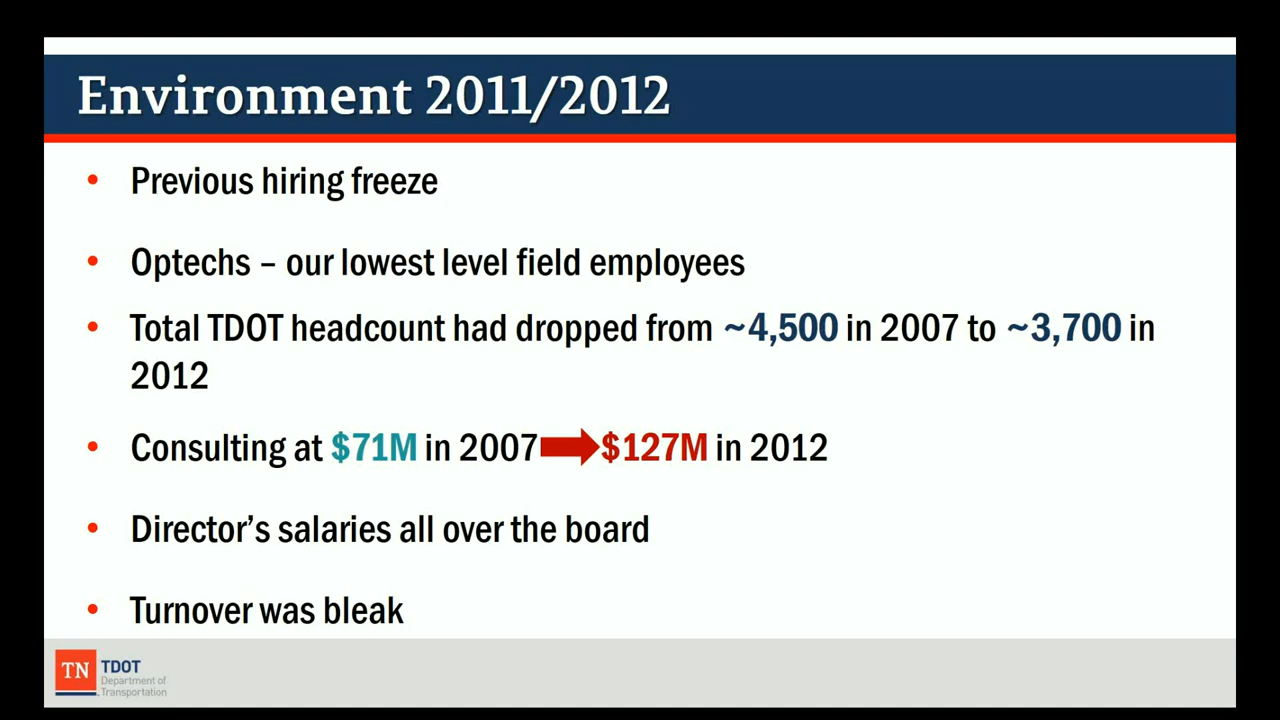 Environment 2011/2012
• Previous hiring freeze
• Optechs – our lowest level field employees
• Total TDOT headcount had dropped from ~4,500 in 2007 to ~3,700 in
2012
• Consulting at $71M in 2007 $127M in 2012
• Director’s salaries all over the board
• Turnover was bleak
TN
TDOT
Department of
Transportation